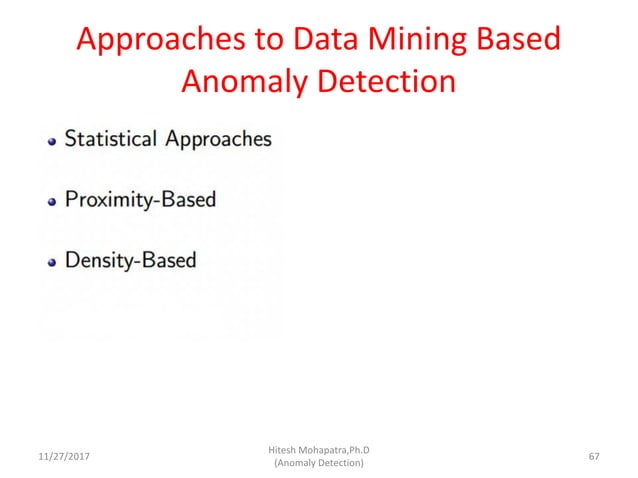 Approaches to Data Mining Based
Anomaly Detection
Statistical Approaches
Proximity-Based
Density-Based
11/27/2017
Hitesh Mohapatra,Ph.D
(Anomaly Detection)
67